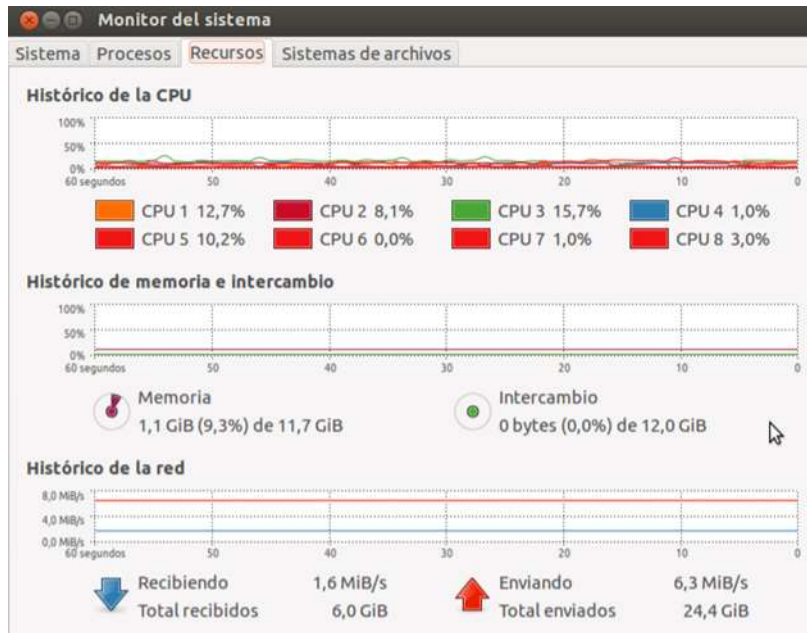 Monitor del sistema
Sistema Procesos Recursos Sistemas de archivos
Histórico de la CPU
100%
50%
0%
60 segundos 50 40 30 20 10 0
CPU 1 12,7% CPU 2 8,1% CPU 3 15,7% CPU 4 1,0%
CPU 5 10,2% CPU 6 0,0% CPU 7 1,0% CPU 8 3,0%
Histórico de memoria e intercambio
100%
50%
0%
60 segundos 50 40 30 20 10 0
Memoria Intercambio
1,1 GiB (9,3%) de 11,7 GiB 0 bytes (0,0%) de 12,0 GiB
Histórico de la red
8,0 MiB/s
4,0 MiB/s
0,0 MiB/s
60 segundos 50 40 30 20 10 0
Recibiendo 1,6 MiB/s Enviando 6,3 MiB/s
Total recibidos 6,0 GiB Total enviados 24,4 GiB